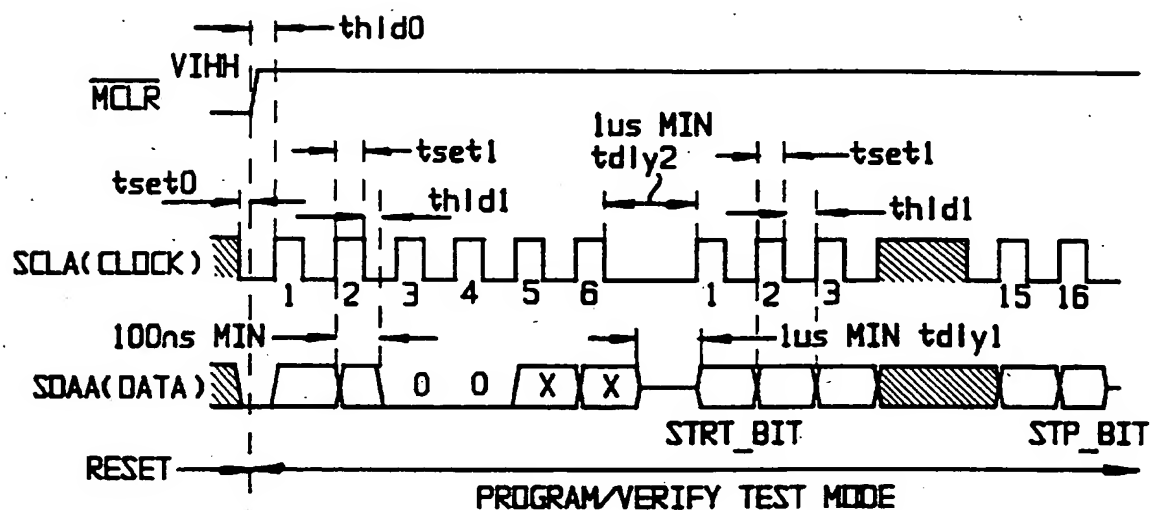 thld0
VIHH
MCLR
1us MIN
tdly2
tset1
tset1
tset0
thld1
thld1
SCLA(CLOCK)
1 2 3 4 5 6 1 2 3 15 16
100ns MIN
1us MIN tdly1
SDAA(DATA)
0 0 X X
STRT_BIT
STP_BIT
RESET
PROGRAM/VERIFY TEST MODE